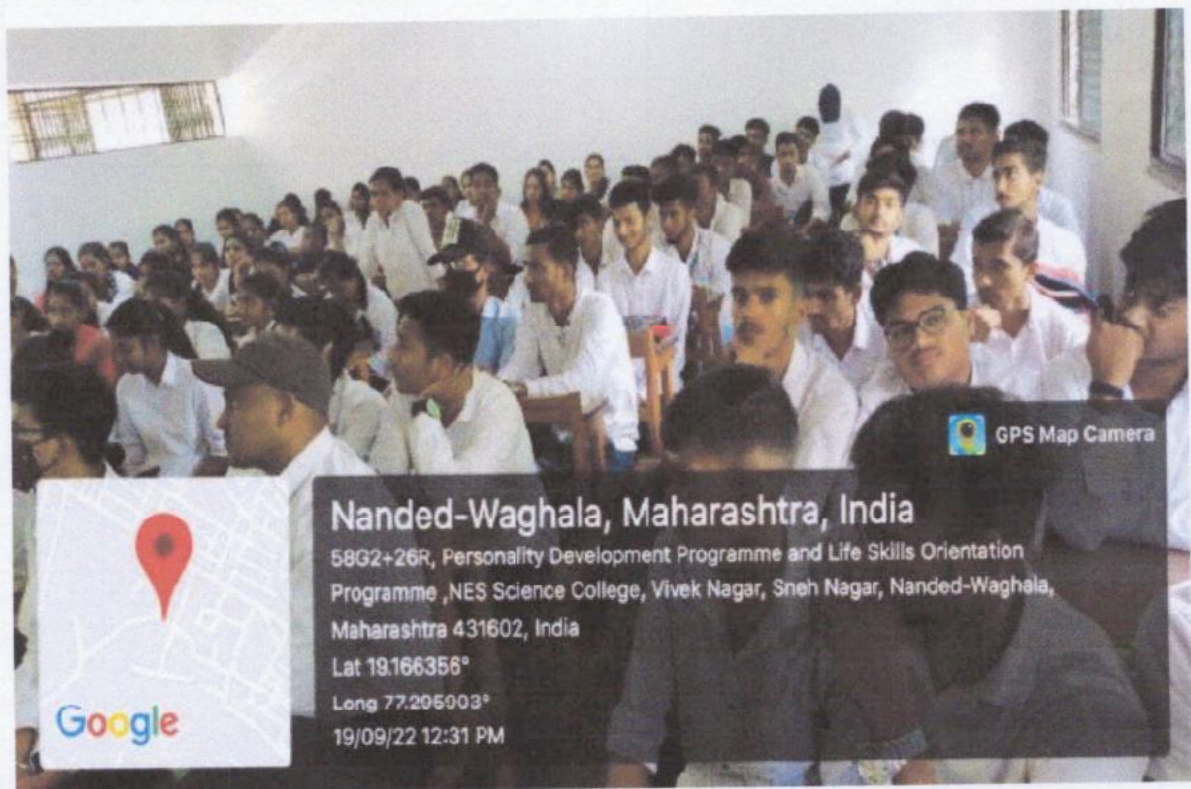 GPS Map Camera
Nanded-Waghala, Maharashtra, India
58G2+26R, Personality Development Programme and Life Skills Orientation
Programme ,NES Science College, Vivek Nagar, Sneh Nagar, Nanded-Waghala,
Maharashtra 431602, India
Lat 19.166356°
Long 77.295903°
19/09/22 12:31 PM
Google